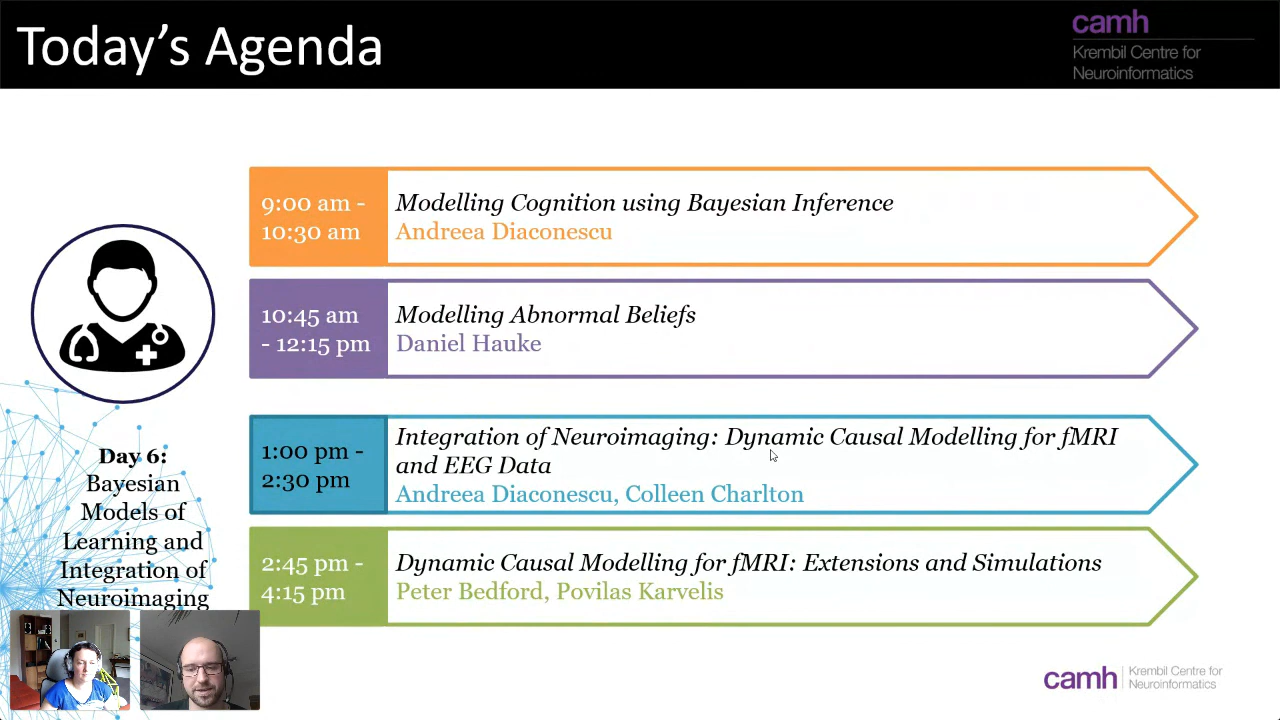 Today's Agenda
camh
Krembil Centre for
Neuroinformatics
9:00 am -
10:30 am
Modelling Cognition using Bayesian Inference
Andreea Diaconescu
10:45 am
- 12:15 pm
Modelling Abnormal Beliefs
Daniel Hauke
1:00 pm -
2:30 pm
Integration of Neuroimaging: Dynamic Causal Modelling for fMRI
and EEG Data
Andreea Diaconescu, Colleen Charlton
2:45 pm -
4:15 pm
Dynamic Causal Modelling for fMRI: Extensions and Simulations
Peter Bedford, Povilas Karvelis
Day 6:
Bayesian
Models of
Learning and
Integration of
Neuroimaging
camh
Krembil Centre for
Neuroinformatics